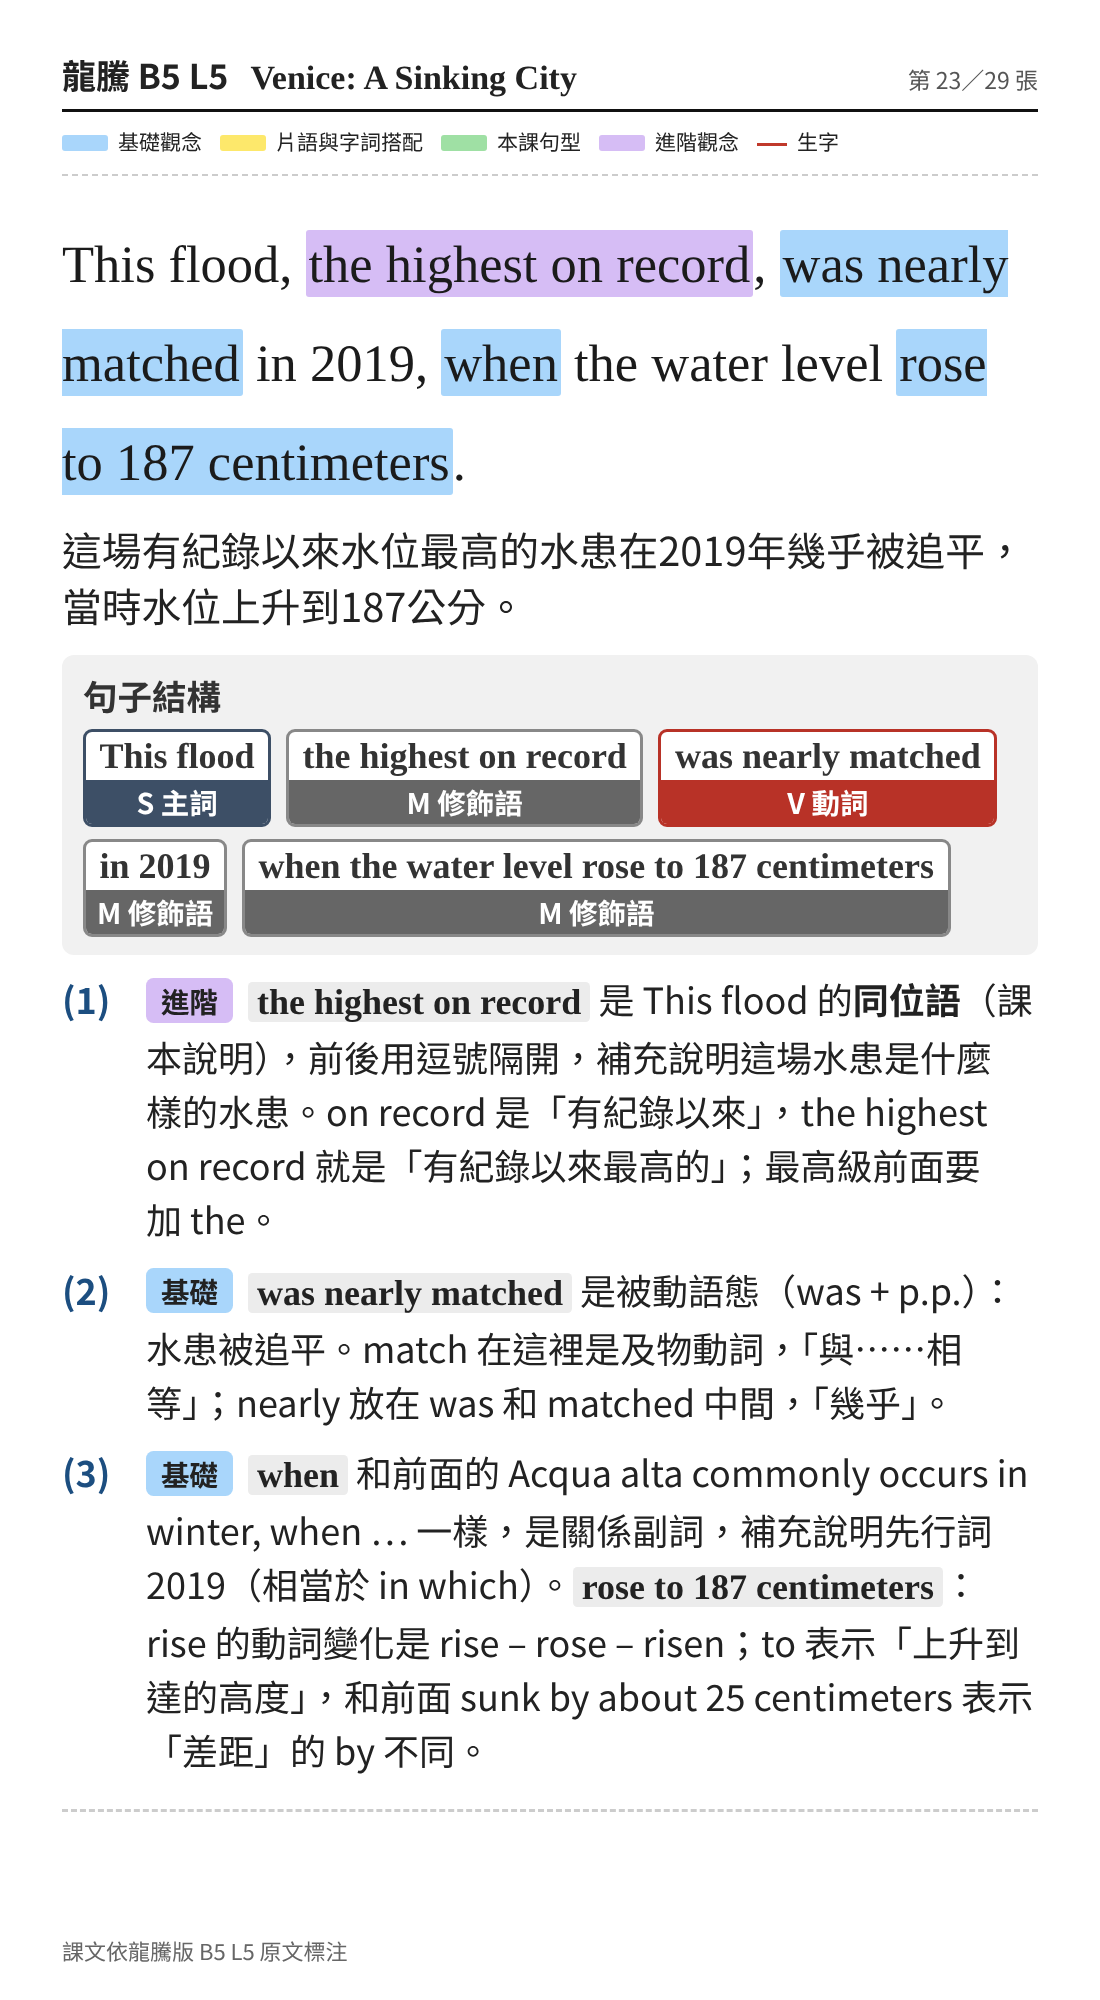 龍騰 B5 L5 Venice: A Sinking City 第 23／29 張
基礎觀念 片語與字詞搭配 本課句型 進階觀念 生字
This flood, the highest on record, was nearly
matched in 2019, when the water level rose
to 187 centimeters.
這場有紀錄以來水位最高的水患在2019年幾乎被追平，
當時水位上升到187公分。
句子結構
This flood the highest on record was nearly matched
S 主詞 M 修飾語 V 動詞
in 2019 when the water level rose to 187 centimeters
M 修飾語 M 修飾語
(1) 進階 the highest on record 是 This flood 的同位語（課
本說明），前後用逗號隔開，補充說明這場水患是什麼
樣的水患。on record 是「有紀錄以來」，the highest
on record 就是「有紀錄以來最高的」；最高級前面要
加 the。
(2) 基礎 was nearly matched 是被動語態（was + p.p.）：
水患被追平。match 在這裡是及物動詞，「與⋯⋯相
等」；nearly 放在 was 和 matched 中間，「幾乎」。
(3) 基礎 when 和前面的 Acqua alta commonly occurs in
winter, when … 一樣，是關係副詞，補充說明先行詞
2019（相當於 in which）。rose to 187 centimeters：
rise 的動詞變化是 rise – rose – risen；to 表示「上升到
達的高度」，和前面 sunk by about 25 centimeters 表示
「差距」的 by 不同。
課文依龍騰版 B5 L5 原文標注